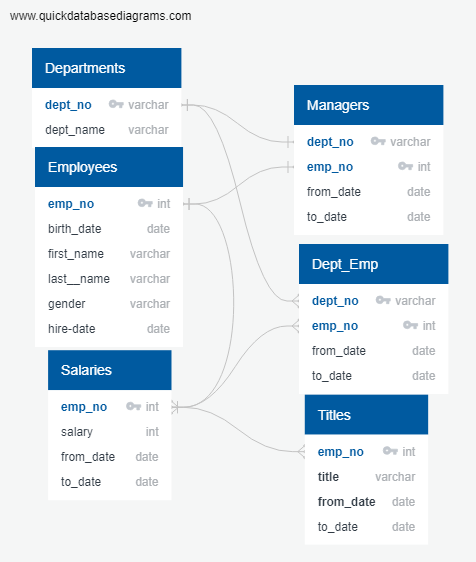 www.quickdatabasediagrams.com
Departments
dept_no varchar
dept_name varchar
Employees
emp_no int
birth_date date
first_name varchar
last__name varchar
gender varchar
hire-date date
Salaries
emp_no int
salary int
from_date date
to_date date
Managers
dept_no varchar
emp_no int
from_date date
to_date date
Dept_Emp
dept_no varchar
emp_no int
from_date date
to_date date
Titles
emp_no int
title varchar
from_date date
to_date date